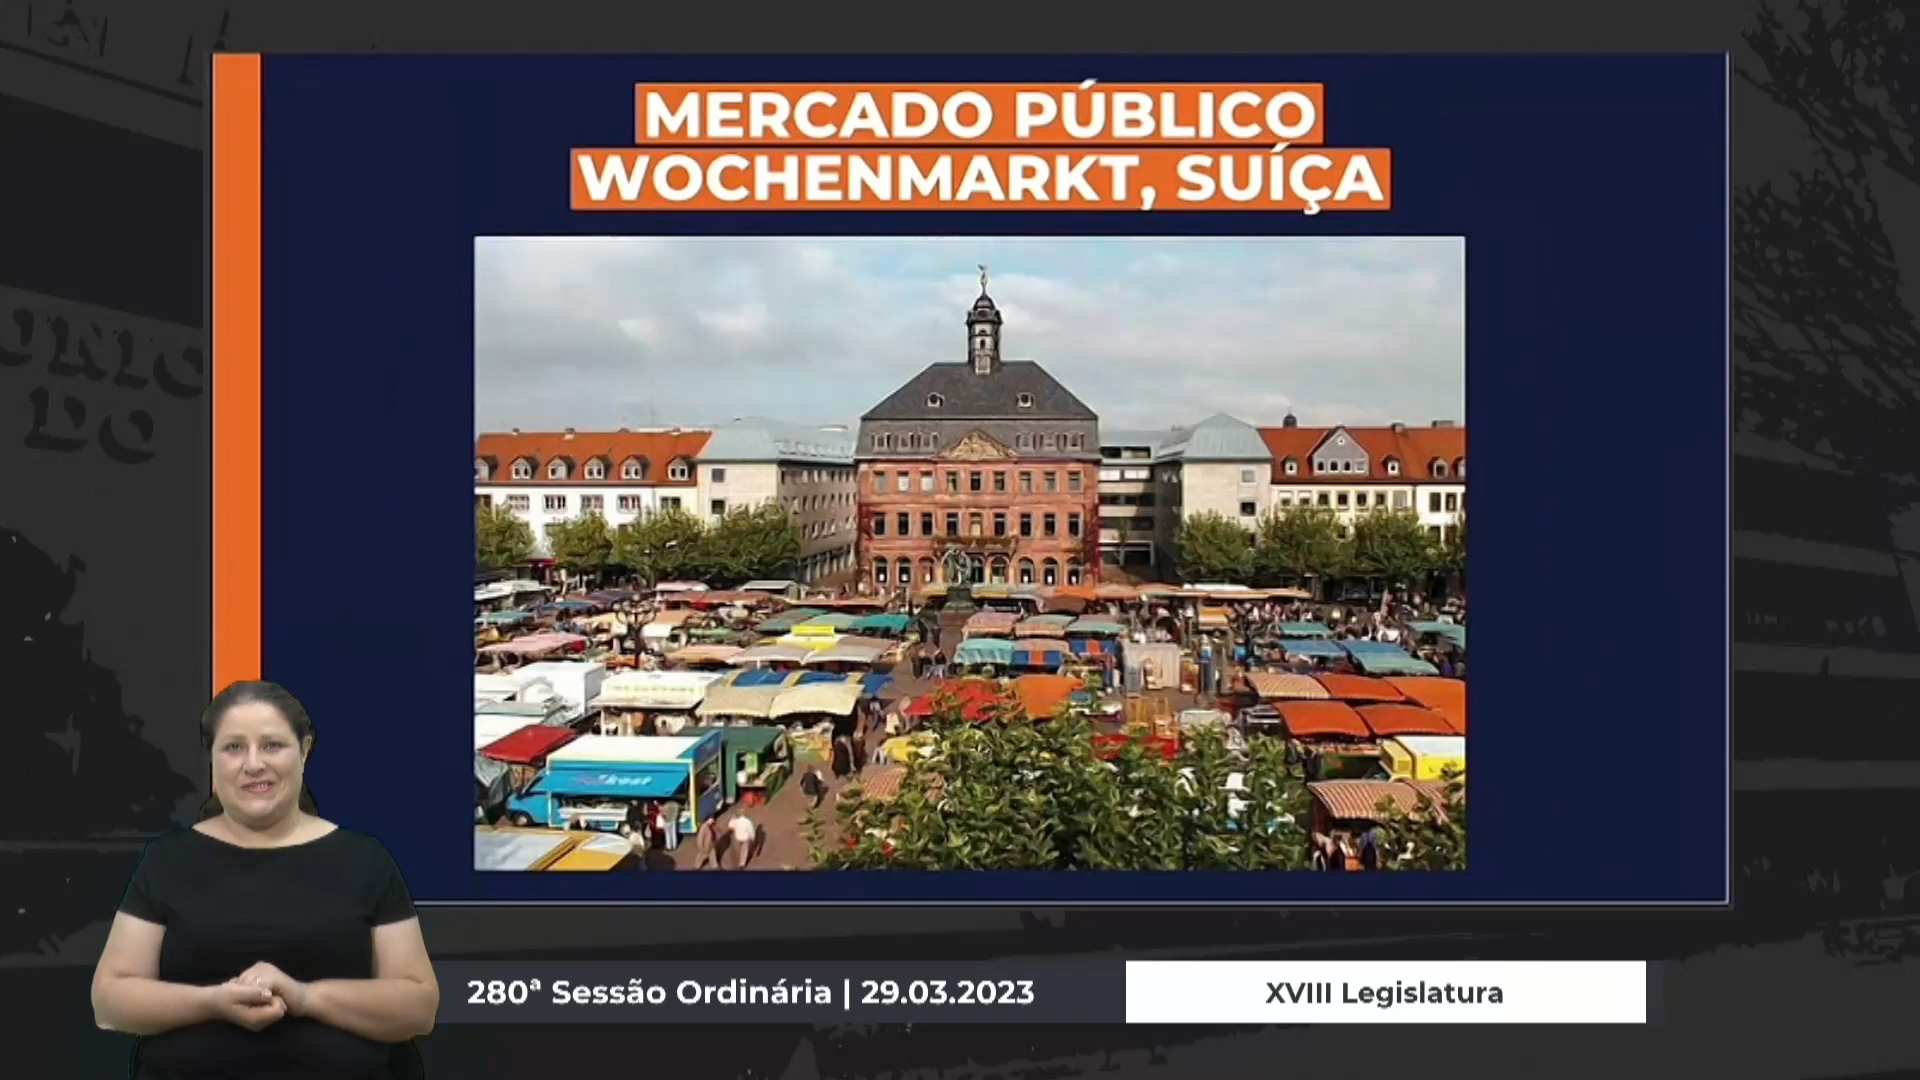 MERCADO PÚBLICO
WOCHENMARKT, SUÍÇA
280ª Sessão Ordinária | 29.03.2023
XVIII Legislatura